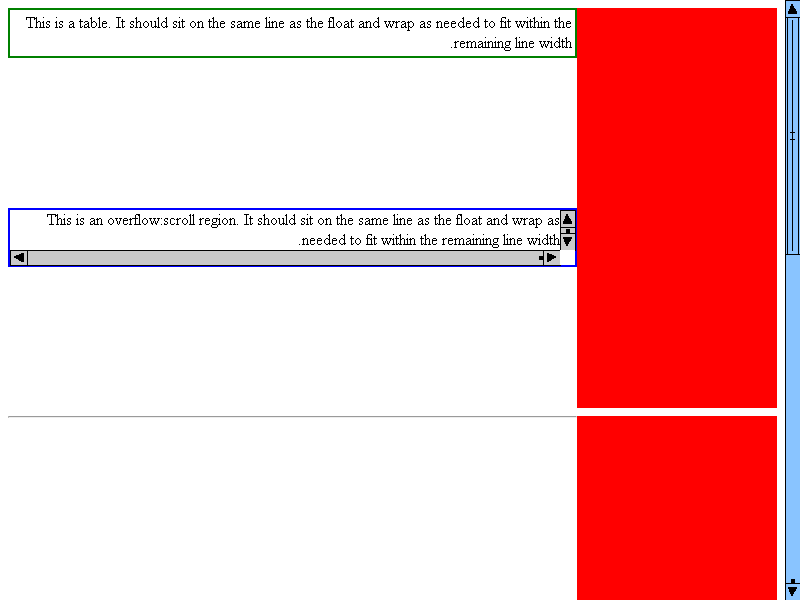 This is a table. It should sit on the same line as the float and wrap as needed to fit within the
.remaining line width
This is an overflow:scroll region. It should sit on the same line as the float and wrap as
.needed to fit within the remaining line width